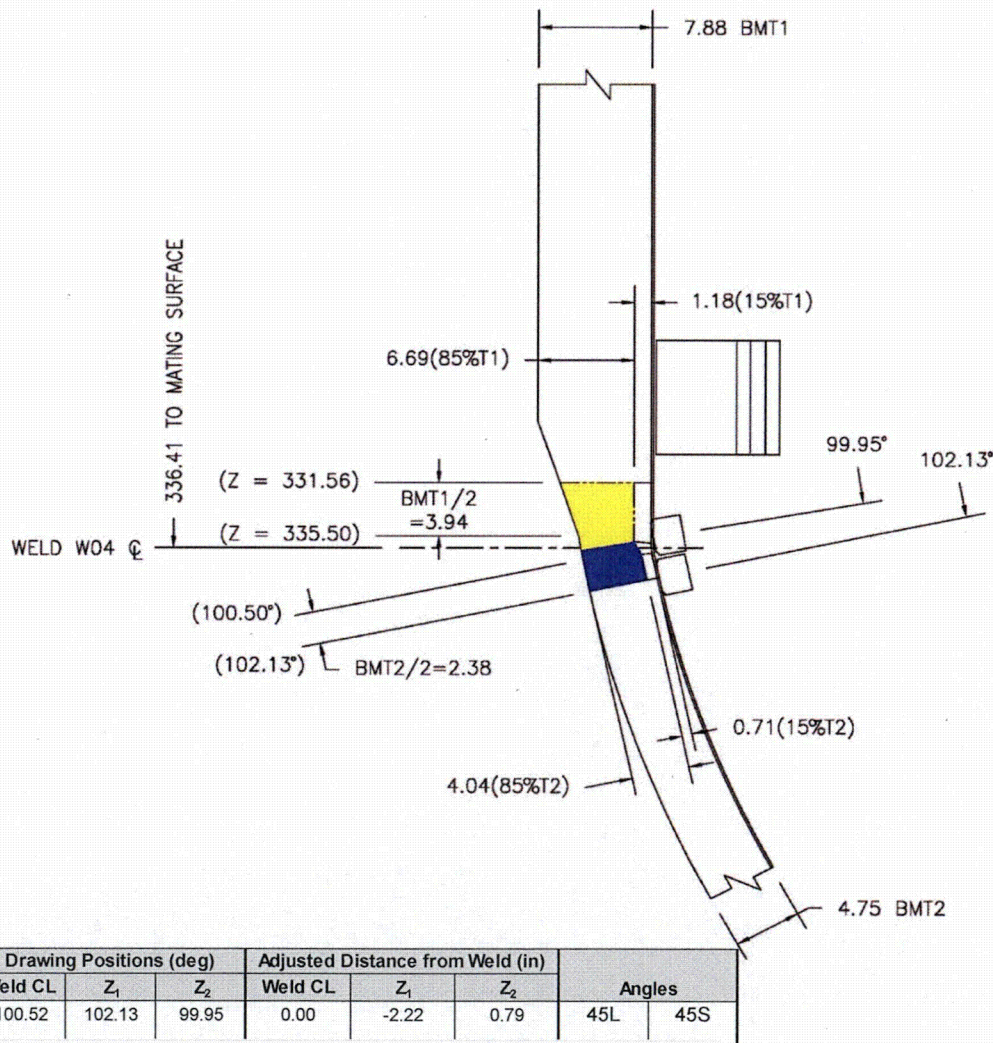 7.88 BMT1
336.41 TO MATING SURFACE
1.18(15%T1)
6.69(85%T1)
99.95°
102.13°
(Z = 331.56)
BMT1/2
=3.94
(Z = 335.50)
WELD W04 ℄
(100.50°)
(102.13°)
BMT2/2=2.38
0.71(15%T2)
4.04(85%T2)
4.75 BMT2
Drawing Positions (deg) Adjusted Distance from Weld (in) Angles
Z₁ Z₂ Weld CL Z₁ Z₂
100.52 102.13 99.95 0.00 -2.22 0.79 45L 45S